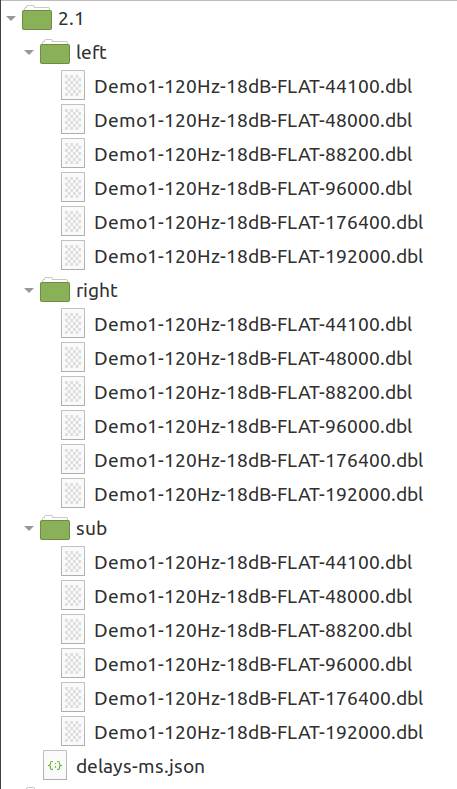 2.1
left
Demo1-120Hz-18dB-FLAT-44100.dbl
Demo1-120Hz-18dB-FLAT-48000.dbl
Demo1-120Hz-18dB-FLAT-88200.dbl
Demo1-120Hz-18dB-FLAT-96000.dbl
Demo1-120Hz-18dB-FLAT-176400.dbl
Demo1-120Hz-18dB-FLAT-192000.dbl
right
Demo1-120Hz-18dB-FLAT-44100.dbl
Demo1-120Hz-18dB-FLAT-48000.dbl
Demo1-120Hz-18dB-FLAT-88200.dbl
Demo1-120Hz-18dB-FLAT-96000.dbl
Demo1-120Hz-18dB-FLAT-176400.dbl
Demo1-120Hz-18dB-FLAT-192000.dbl
sub
Demo1-120Hz-18dB-FLAT-44100.dbl
Demo1-120Hz-18dB-FLAT-48000.dbl
Demo1-120Hz-18dB-FLAT-88200.dbl
Demo1-120Hz-18dB-FLAT-96000.dbl
Demo1-120Hz-18dB-FLAT-176400.dbl
Demo1-120Hz-18dB-FLAT-192000.dbl
delays-ms.json